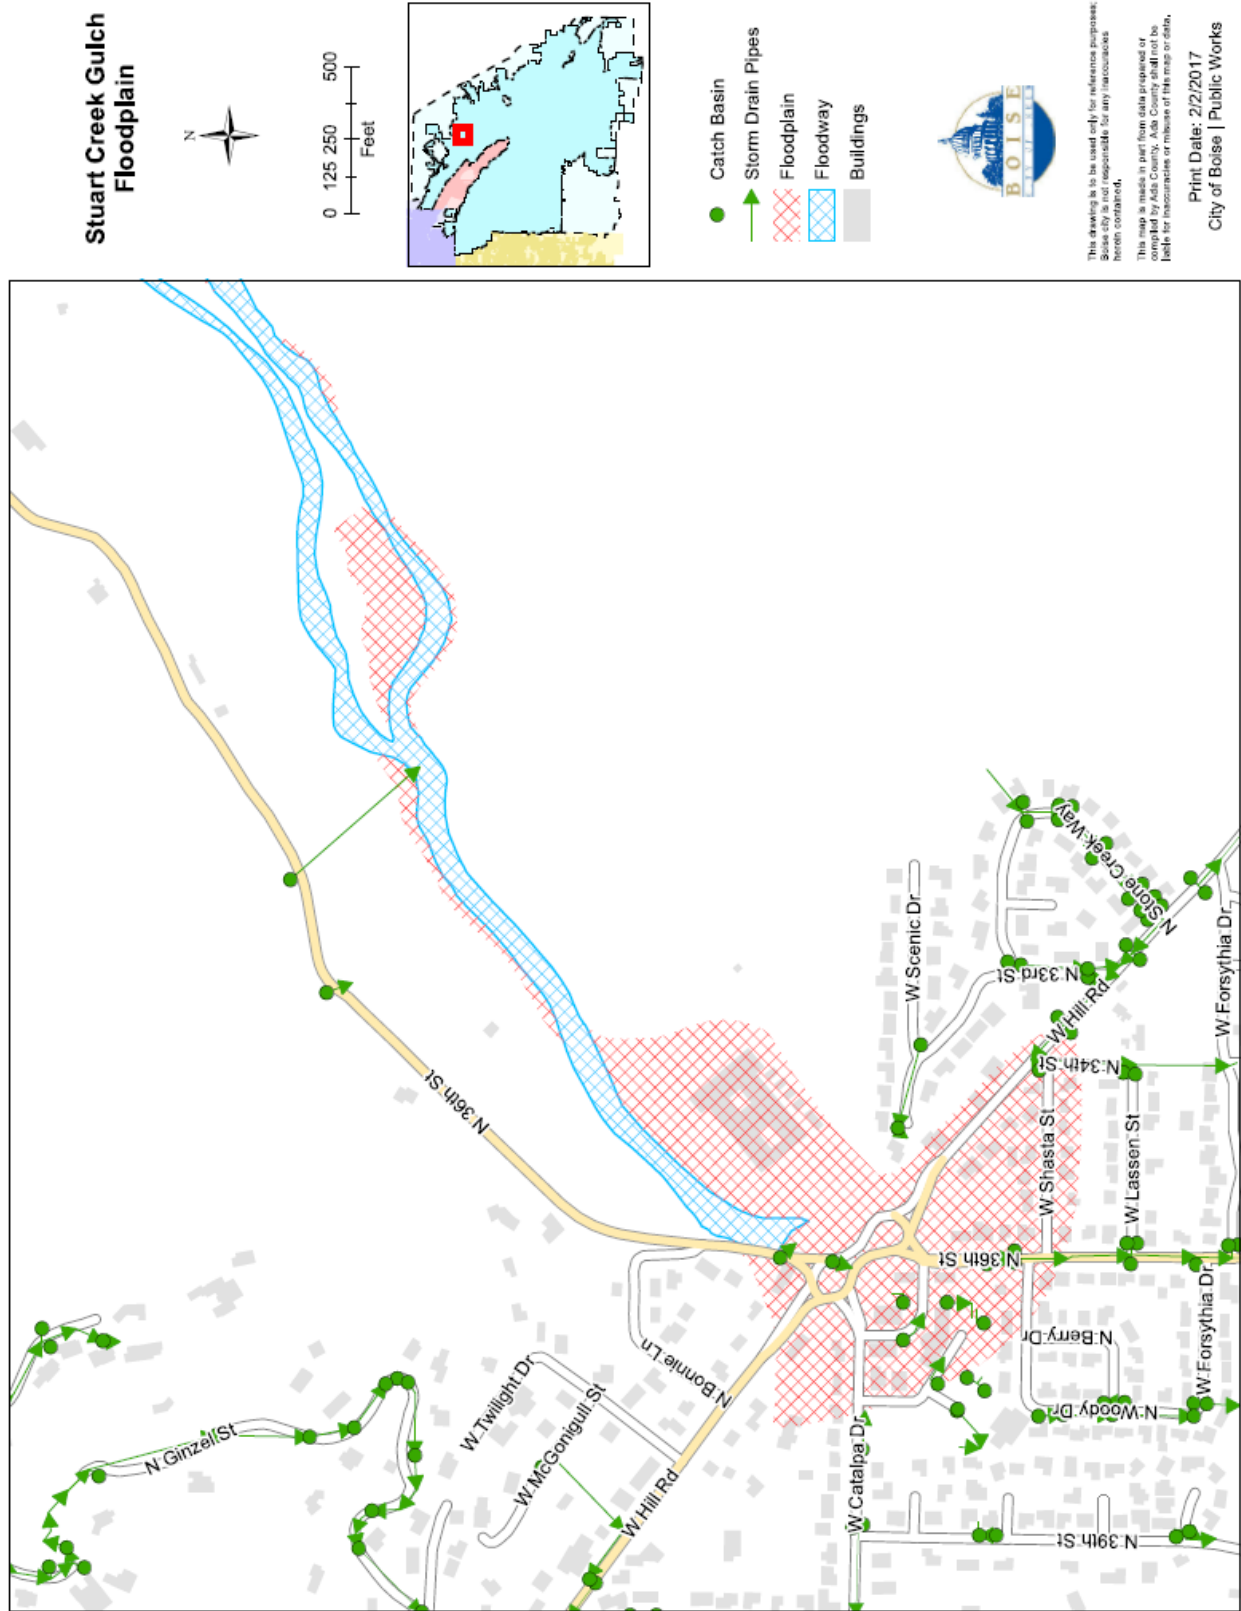 Stuart Creek Gulch
Floodplain
N
0 125 250 500
Feet
Catch Basin
Storm Drain Pipes
Floodplain
Floodway
Buildings
BOISE
This drawing is to be used only for reference purposes;
Boise city is not responsible for any inaccuracies
herein contained.
This map is made in part from data prepared or
compiled by Ada County. Ada County shall not be
liable for inaccuracies or misuse of this map or data.
Print Date: 2/2/2017
City of Boise | Public Works
N 36th St
N Ginzel St
W Twilight Dr
W McGonigull St
N Bonnie Ln
W Hill Rd
W Catalpa Dr
N 39th St
N Woody Dr
N Berry Dr
W Forsythia Dr
N 36th St
W Shasta St
W Lassen St
N 34th St
W Hill Rd
N 33rd St
W Scenic Dr
N Stone Creek Way
W Forsythia Dr